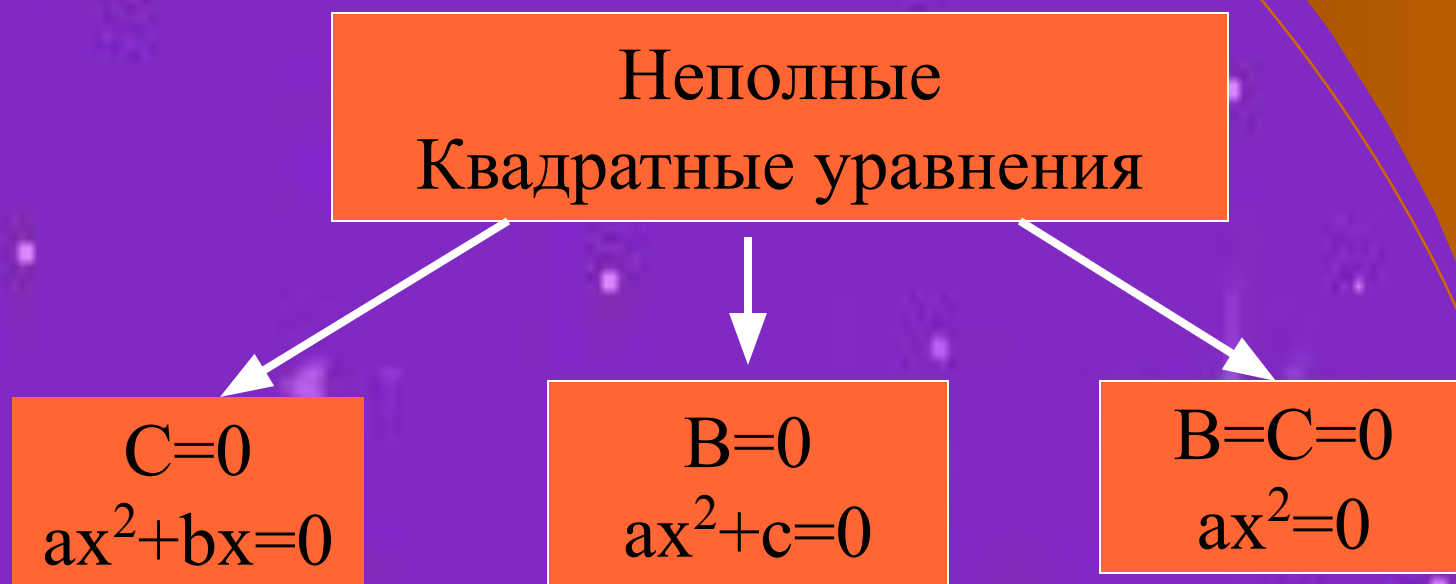 Неполные
Квадратные уравнения
C=0
ax²+bx=0
B=0
ax²+c=0
B=C=0
ax²=0